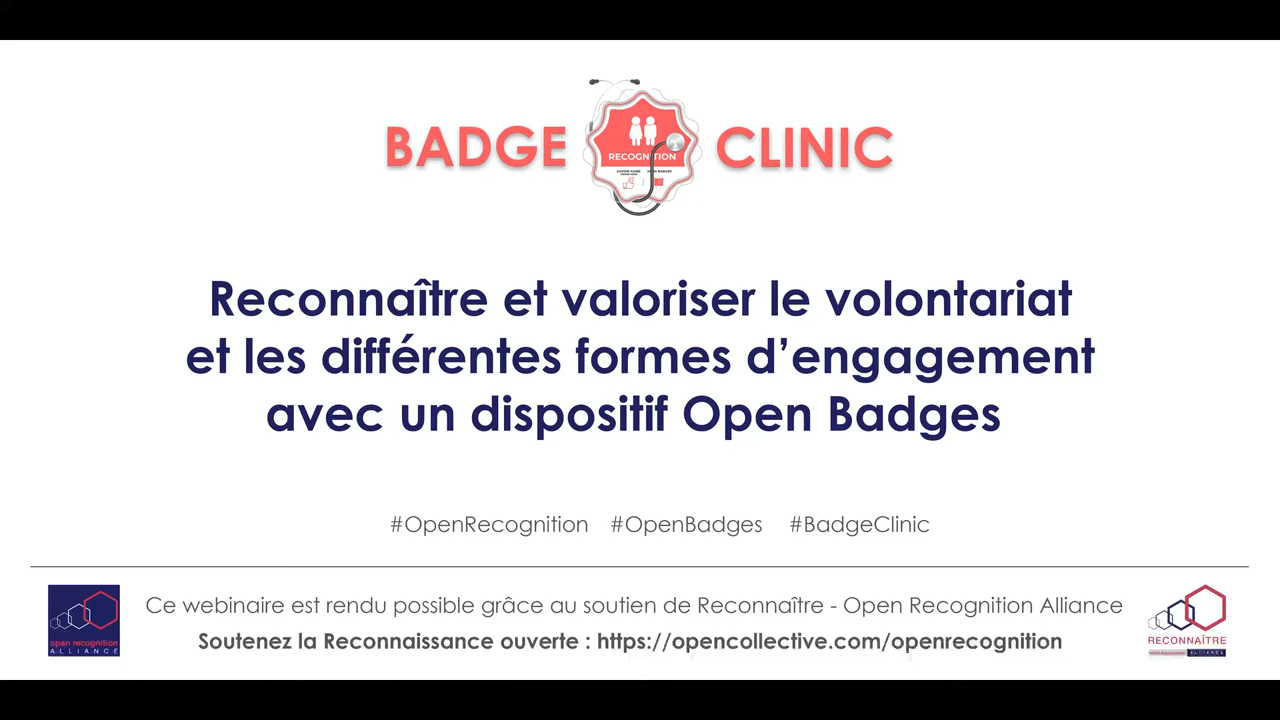 BADGE CLINIC
RECOGNITION
Reconnaître et valoriser le volontariat
et les différentes formes d’engagement
avec un dispositif Open Badges
#OpenRecognition #OpenBadges #BadgeClinic
Ce webinaire est rendu possible grâce au soutien de Reconnaître - Open Recognition Alliance
Soutenez la Reconnaissance ouverte : https://opencollective.com/openrecognition
open recognition
ALLIANCE
RECONNAÎTRE
ALLIANCE